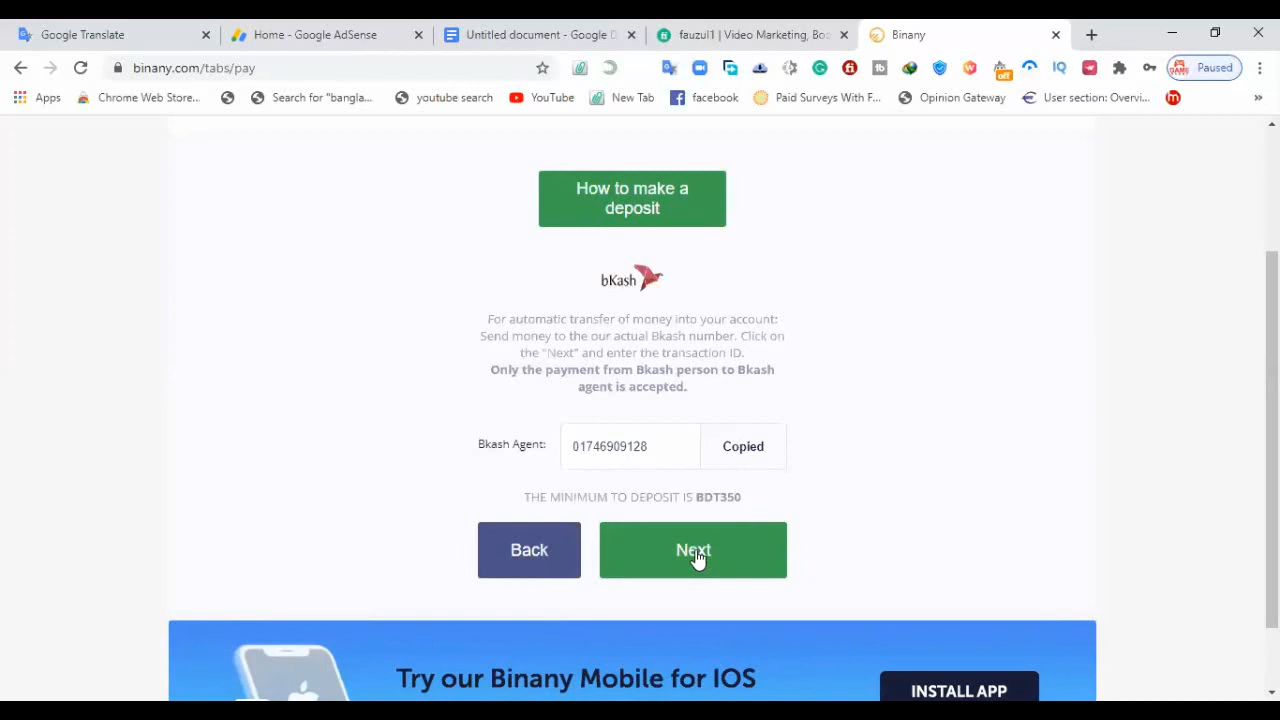 Google Translate
Home - Google AdSense
Untitled document - Google D
fauzul1 | Video Marketing, Bos
Binany
binany.com/tabs/pay
off
IQ
GAME
Paused
Apps
Chrome Web Store...
Search for "bangla...
youtube search
YouTube
New Tab
facebook
Paid Surveys With F...
Opinion Gateway
User section: Overvi...
How to make a
deposit
bKash
For automatic transfer of money into your account:
Send money to the our actual Bkash number. Click on
the "Next" and enter the transaction ID.
Only the payment from Bkash person to Bkash
agent is accepted.
Bkash Agent:
01746909128
Copied
THE MINIMUM TO DEPOSIT IS BDT350
Back
Next
Try our Binany Mobile for IOS
INSTALL APP